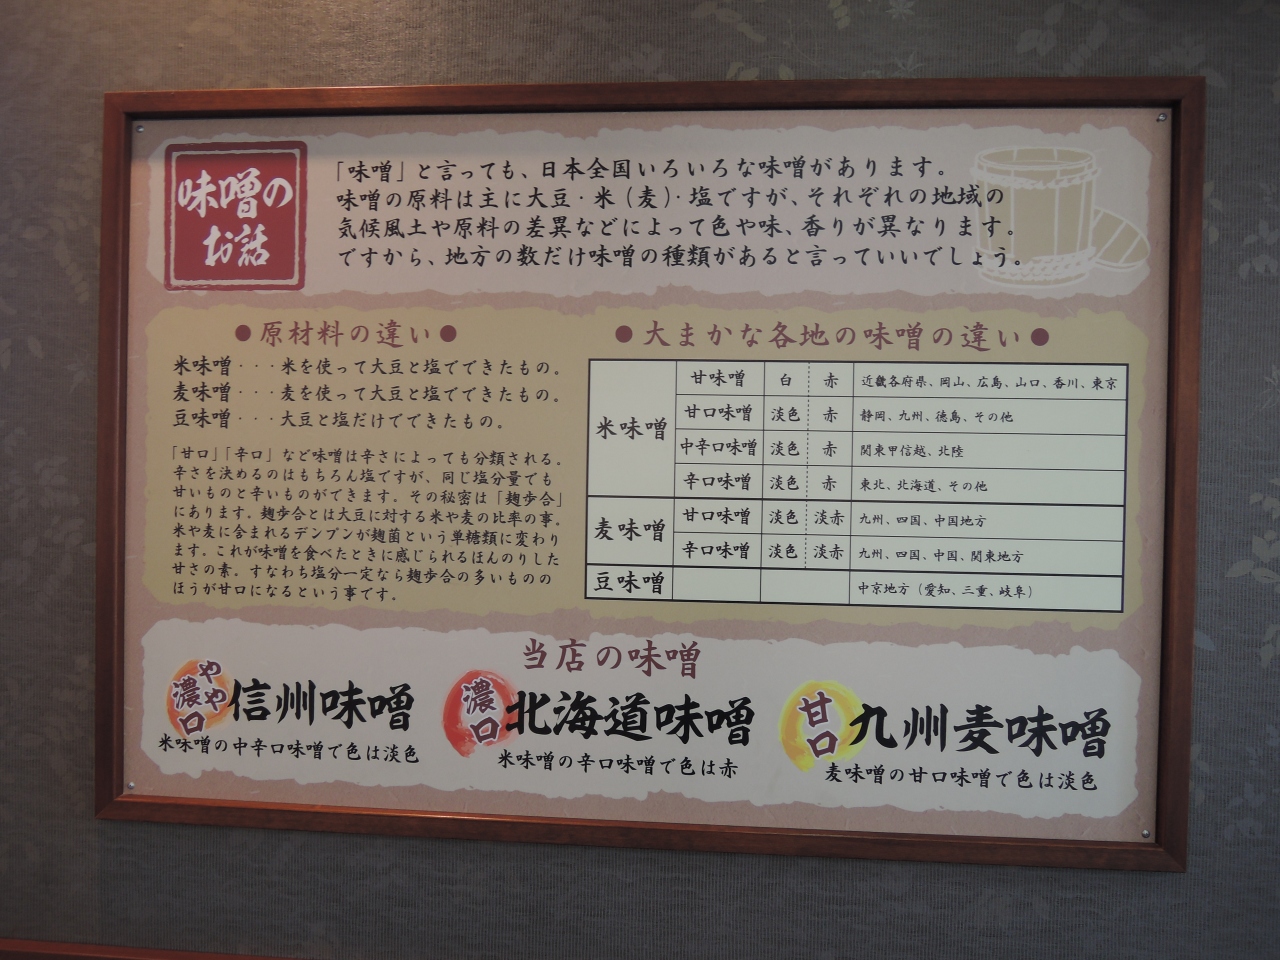 味噌の
お話
「味噌」と言っても、日本全国いろいろな味噌があります。
味噌の原料は主に大豆・米（麦）・塩ですが、それぞれの地域の
気候風土や原料の差異などによって色や味、香りが異なります。
ですから、地方の数だけ味噌の種類があると言っていいでしょう。
●原材料の違い●
米味噌・・・米を使って大豆と塩でできたもの。
麦味噌・・・麦を使って大豆と塩でできたもの。
豆味噌・・・大豆と塩だけでできたもの。
「甘口」「辛口」など味噌は辛さによっても分類される。
辛さを決めるのはもちろん塩ですが、同じ塩分量でも
甘いものと辛いものができます。その秘密は「麹歩合」
にあります。麹歩合とは大豆に対する米や麦の比率の事。
米や麦に含まれるデンプンが麹菌という単糖類に変わり
ます。これが味噌を食べたときに感じられるほんのりした
甘さの素。すなわち塩分一定なら麹歩合の多いものの
ほうが甘口になるという事です。
●大まかな各地の味噌の違い●
米味噌
甘味噌 白 赤 近畿各府県、岡山、広島、山口、香川、東京
甘口味噌 淡色 赤 静岡、九州、徳島、その他
中辛口味噌 淡色 赤 関東甲信越、北陸
辛口味噌 淡色 赤 東北、北海道、その他
麦味噌
甘口味噌 淡色 淡赤 九州、四国、中国地方
辛口味噌 淡色 淡赤 九州、四国、中国、関東地方
豆味噌 中京地方（愛知、三重、岐阜）
当店の味噌
やや
濃口
信州味噌
米味噌の中辛口味噌で色は淡色
濃口
北海道味噌
米味噌の辛口味噌で色は赤
甘口
九州麦味噌
麦味噌の甘口味噌で色は淡色